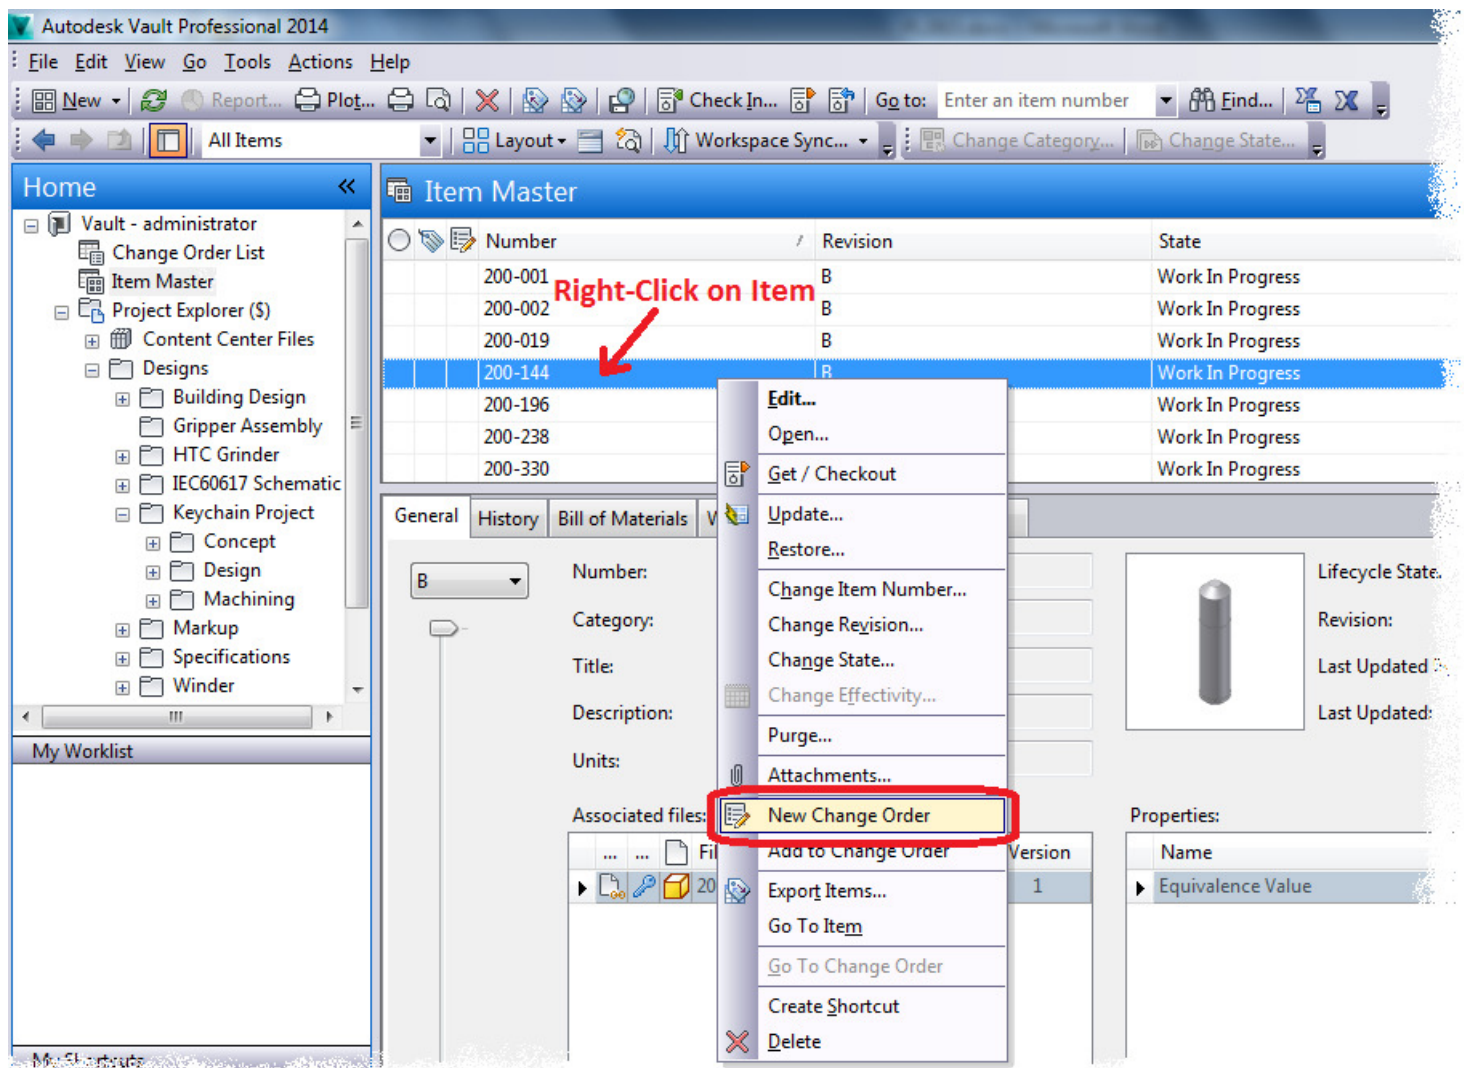 Autodesk Vault Professional 2014
File Edit View Go Tools Actions Help
New Report... Plot... Check In... Go to: Enter an item number Find...
All Items Layout Workspace Sync... Change Category... Change State...
Home «
Vault - administrator
Change Order List
Item Master
Project Explorer ($)
Content Center Files
Designs
Building Design
Gripper Assembly
HTC Grinder
IEC60617 Schematic
Keychain Project
Concept
Design
Machining
Markup
Specifications
Winder
My Worklist
My Shortcuts
Item Master
Number Revision State
200-001 B Work In Progress
Right-Click on Item
200-002 B Work In Progress
200-019 B Work In Progress
200-144 B Work In Progress
200-196 Work In Progress
200-238 Work In Progress
200-330 Work In Progress
General History Bill of Materials W
B
Number:
Category:
Title:
Description:
Units:
Associated files:
... ... Fil Version
20 1
Edit...
Open...
Get / Checkout
Update...
Restore...
Change Item Number...
Change Revision...
Change State...
Change Effectivity...
Purge...
Attachments...
New Change Order
Add to Change Order
Export Items...
Go To Item
Go To Change Order
Create Shortcut
Delete
Lifecycle State:
Revision:
Last Updated
Last Updated:
Properties:
Name
Equivalence Value